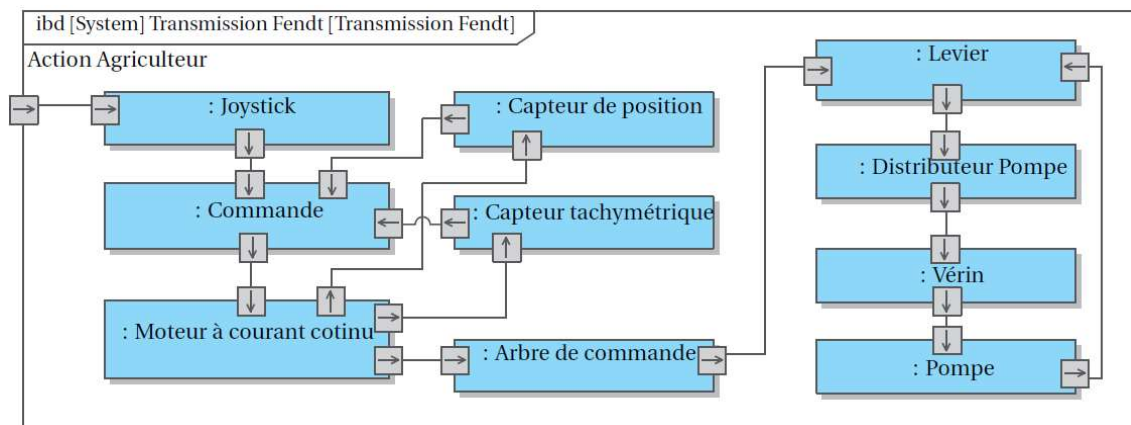 ibd [System] Transmission Fendt [Transmission Fendt]
Action Agriculteur
: Joystick
: Capteur de position
: Levier
: Commande
: Capteur tachymétrique
: Distributeur Pompe
: Vérin
: Moteur à courant cotinu
: Arbre de commande
: Pompe